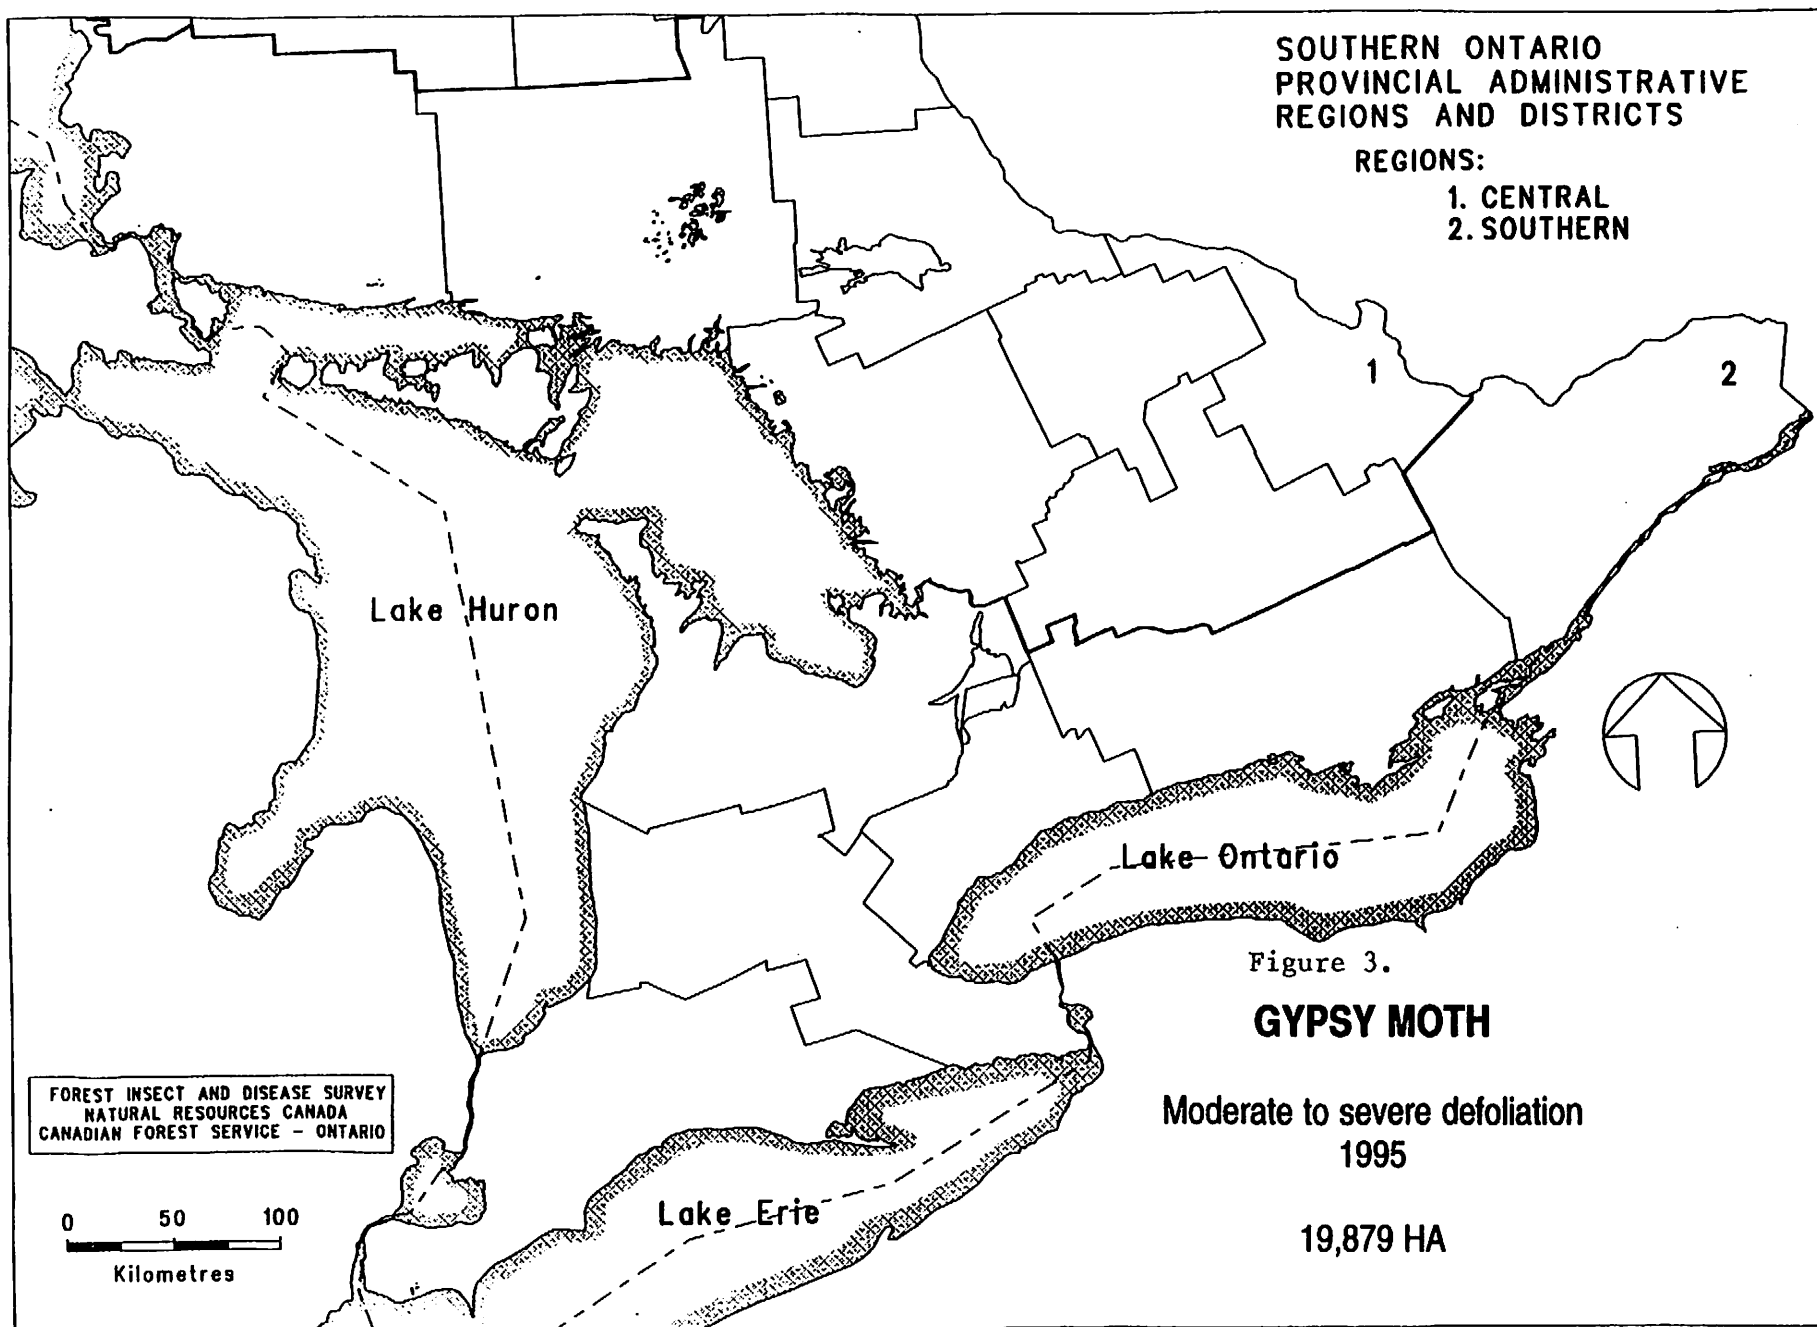 SOUTHERN ONTARIO
PROVINCIAL ADMINISTRATIVE
REGIONS AND DISTRICTS
REGIONS:
1. CENTRAL
2. SOUTHERN
1
2
Lake Huron
Lake Ontario
Figure 3.
GYPSY MOTH
Moderate to severe defoliation
1995
19,879 HA
FOREST INSECT AND DISEASE SURVEY
NATURAL RESOURCES CANADA
CANADIAN FOREST SERVICE - ONTARIO
Lake Erie
0 50 100
Kilometres